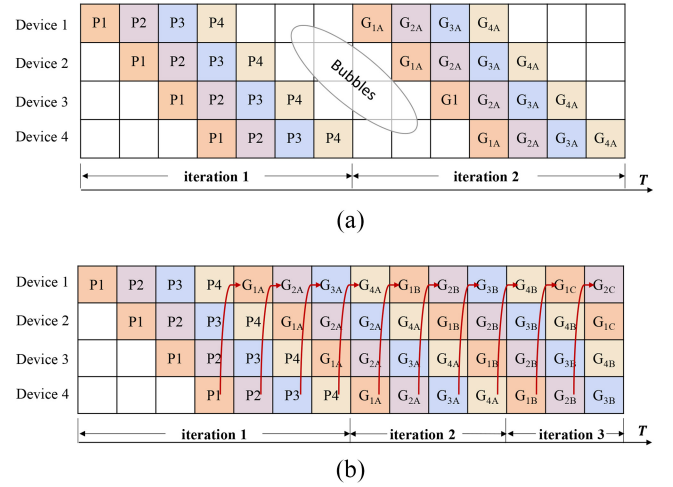 Device 1 P1 P2 P3 P4 G1A G2A G3A G4A
Device 2 P1 P2 P3 P4 G1A G2A G3A G4A
Bubbles
Device 3 P1 P2 P3 P4 G1 G2A G3A G4A
Device 4 P1 P2 P3 P4 G1A G2A G3A G4A
iteration 1 iteration 2 T
(a)
Device 1 P1 P2 P3 P4 G1A G2A G3A G4A G1B G2B G3B G4B G1C G2C
Device 2 P1 P2 P3 P4 G1A G2A G2A G4A G1B G2B G3B G4B G1C
Device 3 P1 P2 P3 P4 G1A G2A G3A G4A G1B G2B G3B G4B
Device 4 P1 P2 P3 P4 G1A G2A G3A G4A G1B G2B G3B
iteration 1 iteration 2 iteration 3 T
(b)